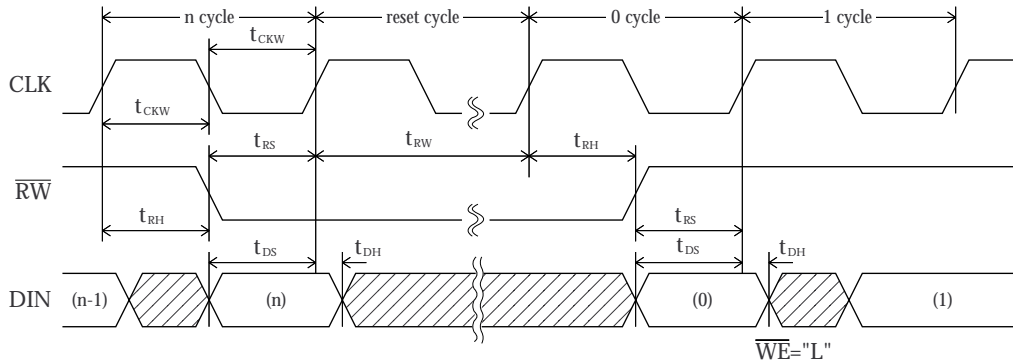 n cycle reset cycle 0 cycle 1 cycle
tCKW
CLK
tCKW
tRS tRW tRH
RW
tRH tRS
tDS tDH tDS tDH
DIN (n-1) (n) (0) (1)
WE="L"